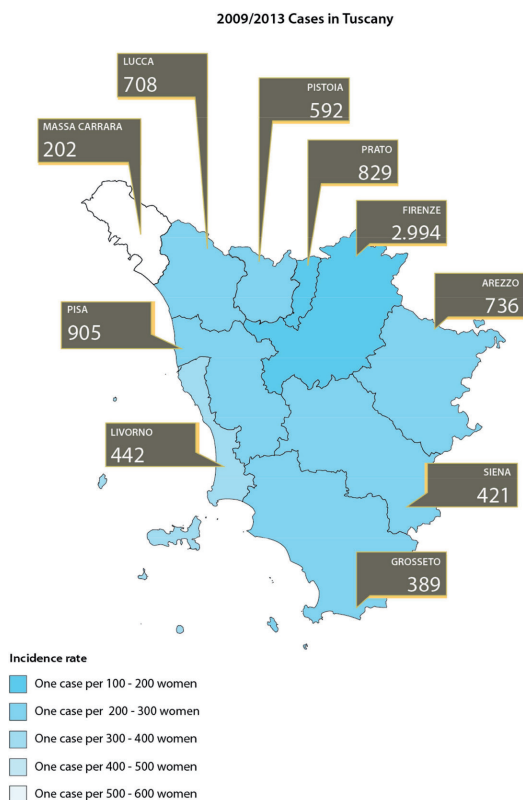 2009/2013 Cases in Tuscany
LUCCA
708
PISTOIA
592
MASSA CARRARA
202
PRATO
829
FIRENZE
2.994
AREZZO
736
PISA
905
LIVORNO
442
SIENA
421
GROSSETO
389
Incidence rate
One case per 100 - 200 women
One case per 200 - 300 women
One case per 300 - 400 women
One case per 400 - 500 women
One case per 500 - 600 women